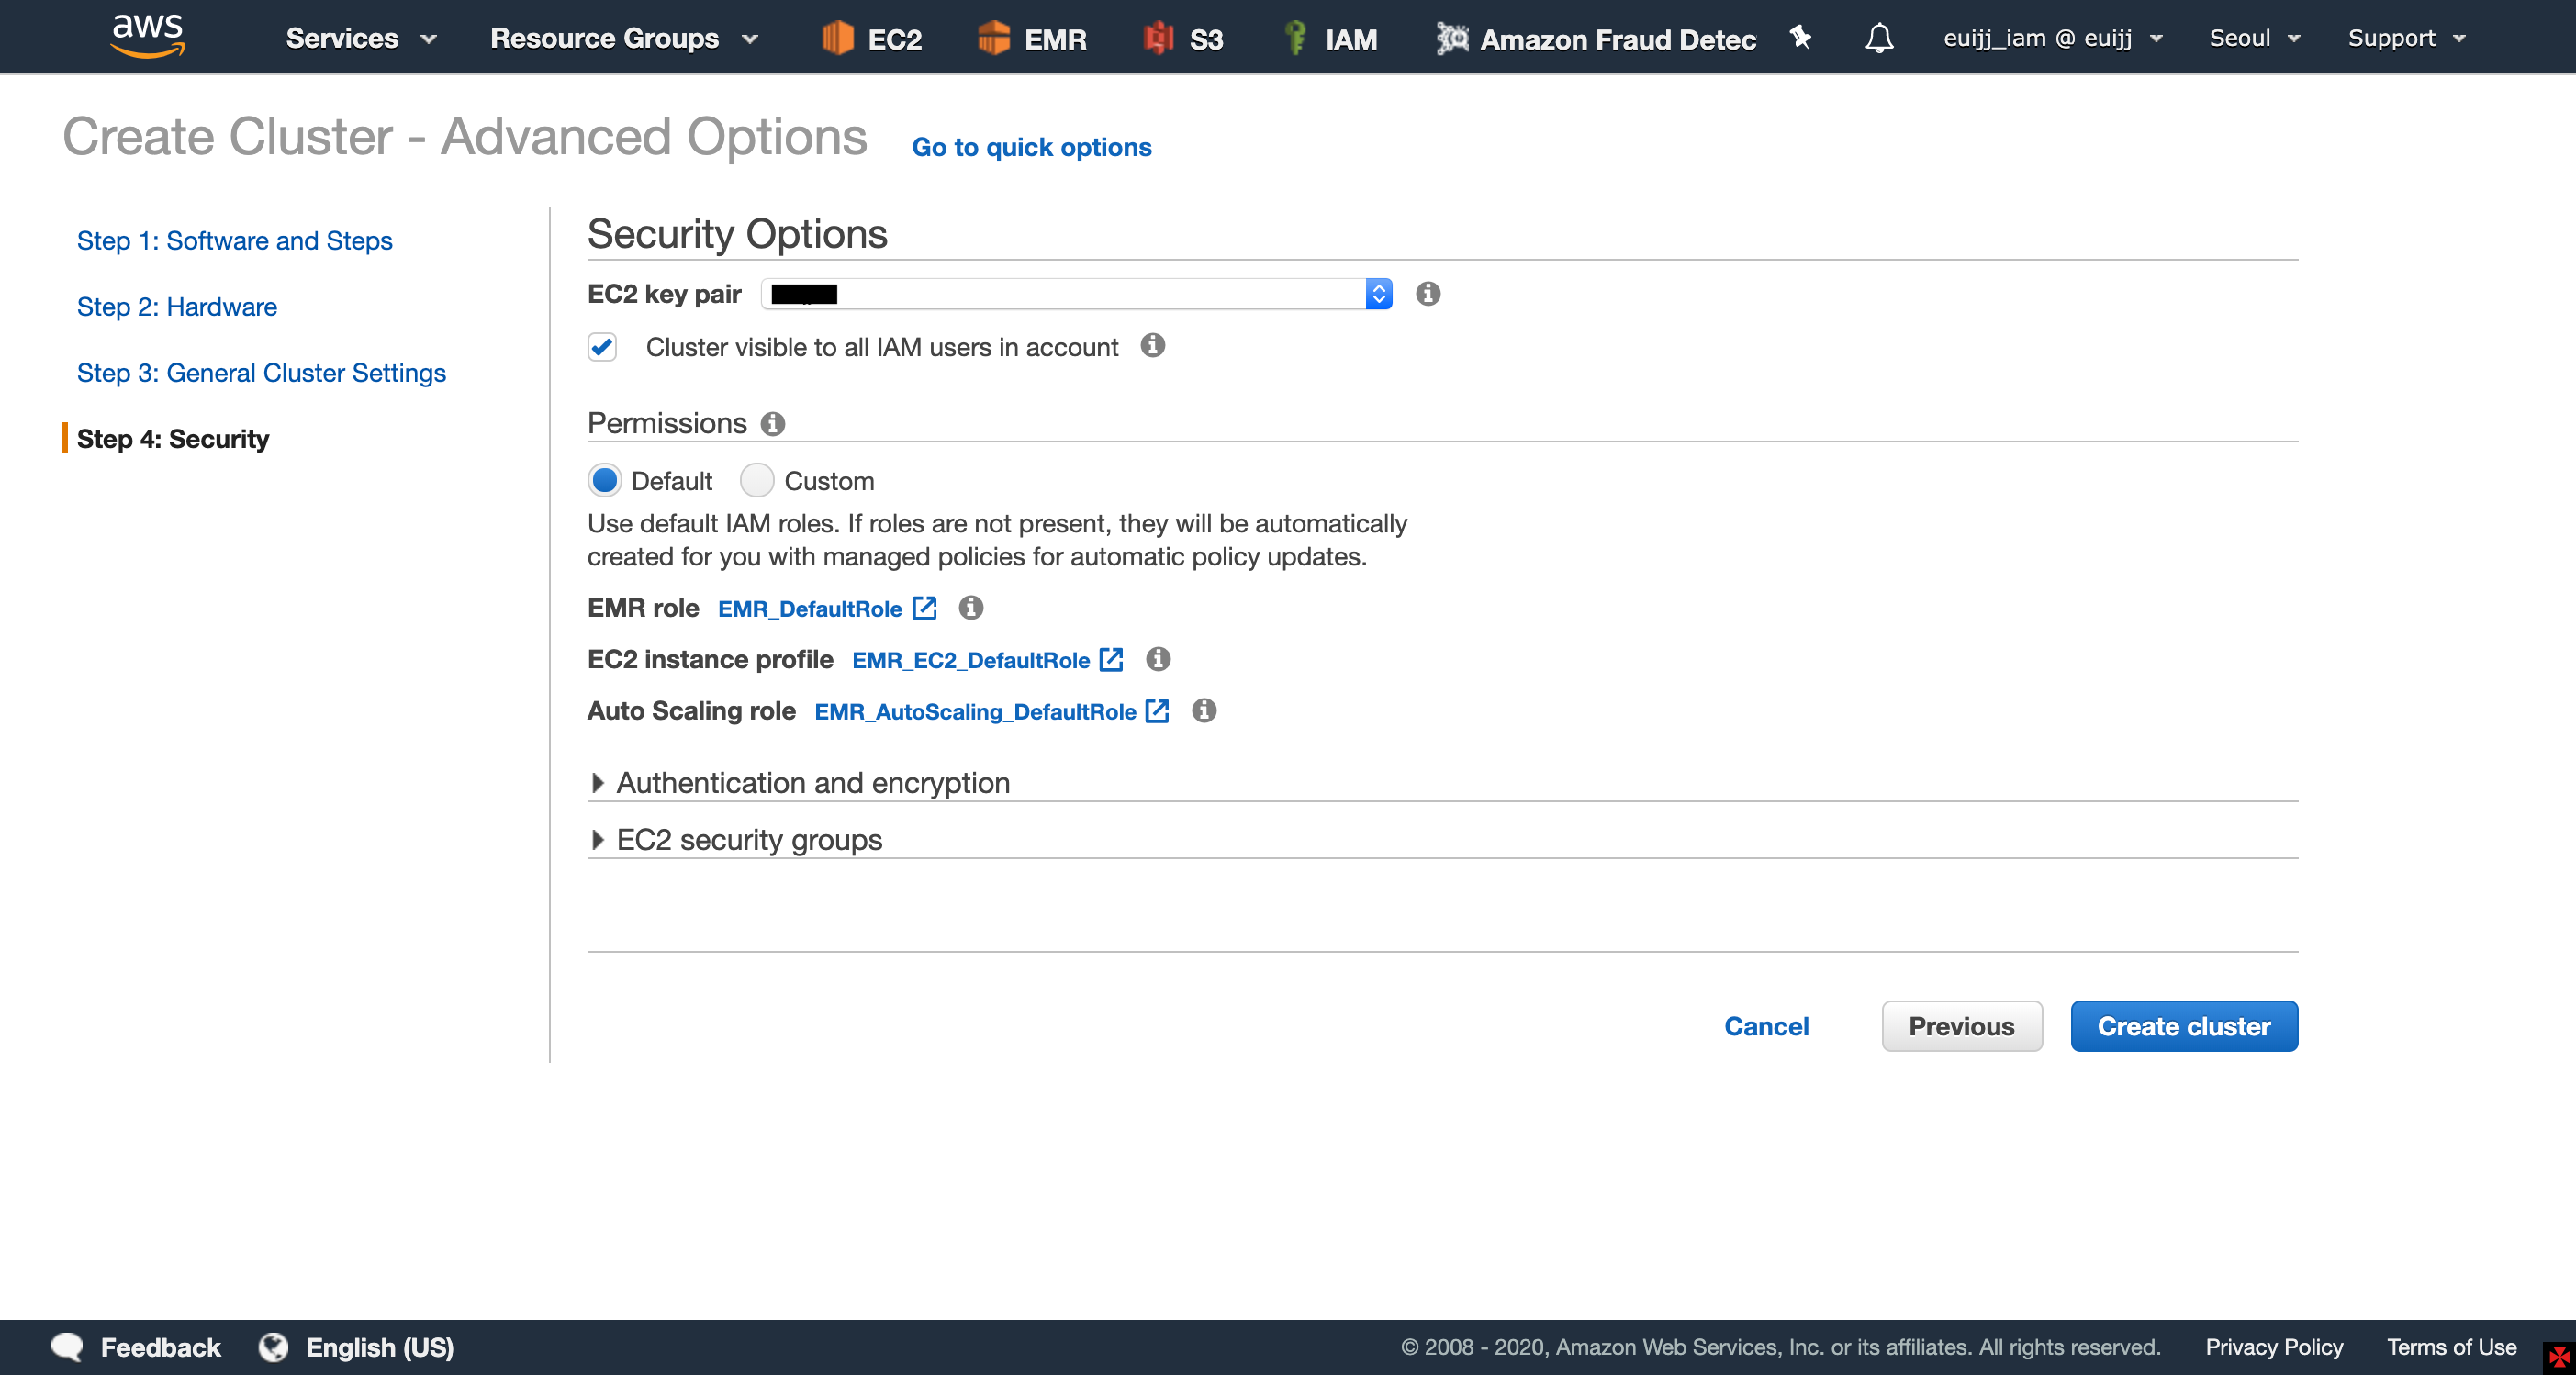 aws Services Resource Groups EC2 EMR S3 IAM Amazon Fraud Detec euijj_iam @ euijj Seoul Support
Create Cluster - Advanced Options Go to quick options
Step 1: Software and Steps
Step 2: Hardware
Step 3: General Cluster Settings
Step 4: Security
Security Options
EC2 key pair
Cluster visible to all IAM users in account
Permissions
Default Custom
Use default IAM roles. If roles are not present, they will be automatically
created for you with managed policies for automatic policy updates.
EMR role EMR_DefaultRole
EC2 instance profile EMR_EC2_DefaultRole
Auto Scaling role EMR_AutoScaling_DefaultRole
Authentication and encryption
EC2 security groups
Cancel Previous Create cluster
Feedback English (US) © 2008 - 2020, Amazon Web Services, Inc. or its affiliates. All rights reserved. Privacy Policy Terms of Use